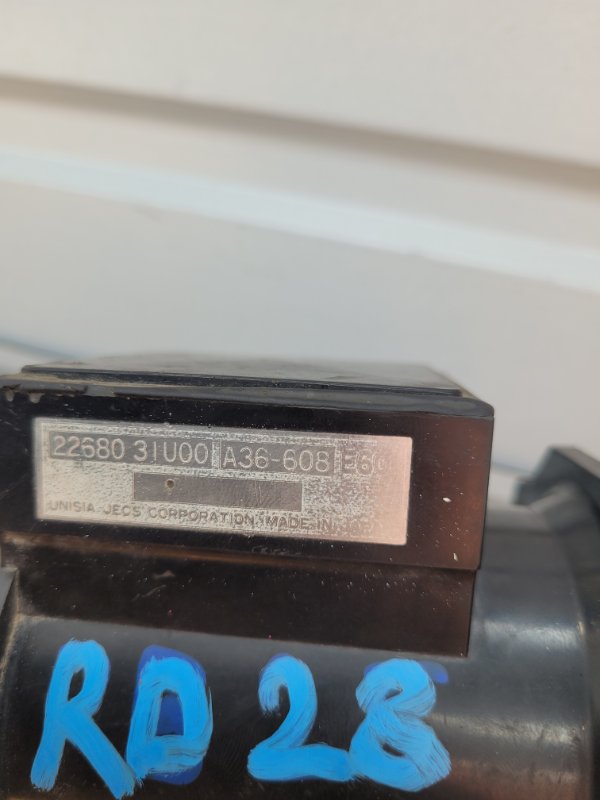 22680 31U00 A36-608
UNISIA JECS CORPORATION MADE IN
RD28